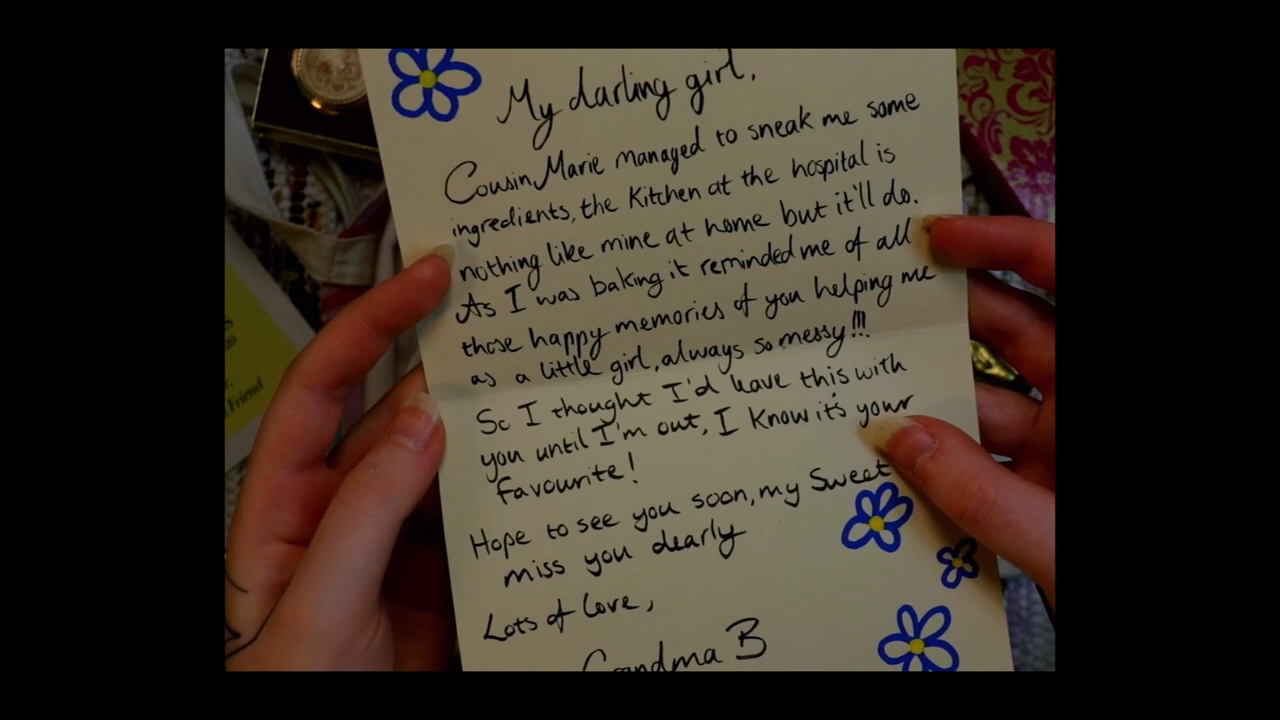 My darling girl,
Cousin Marie managed to sneak me some
ingredients, the Kitchen at the hospital is
nothing like mine at home but it'll do.
As I was baking it reminded me of all
those happy memories of you helping me
as a little girl, always so messy!!!
So I thought I'd leave this with
you until I'm out, I know it's your
favourite!
Hope to see you soon, my Sweet
miss you dearly
Lots of love,
Grandma B
20
Friend